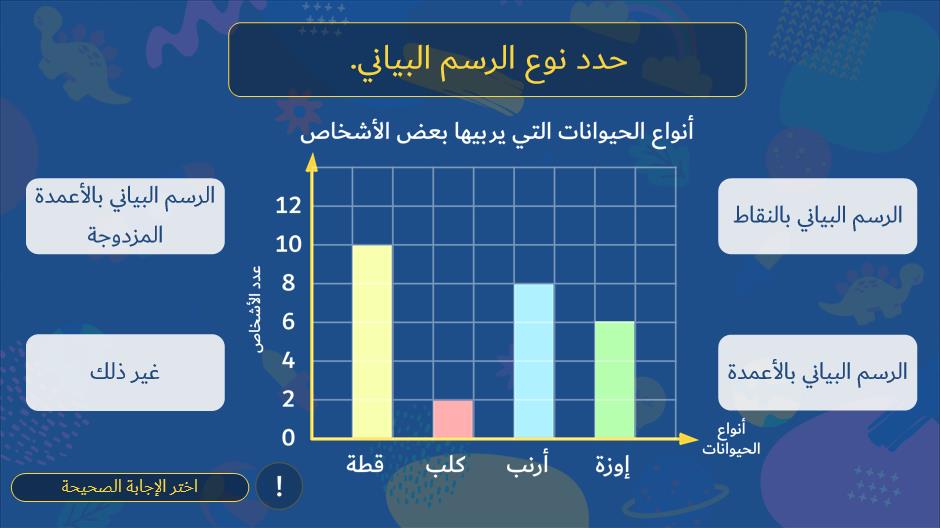 حدد نوع الرسم البياني.
أنواع الحيوانات التي يربيها بعض الأشخاص
الرسم البياني بالنقاط
الرسم البياني بالأعمدة
المزدوجة
الرسم البياني بالأعمدة
غير ذلك
عدد الأشخاص
12
10
8
6
4
2
0
قطة
كلب
أرنب
إوزة
أنواع
الحيوانات
!
اختر الإجابة الصحيحة